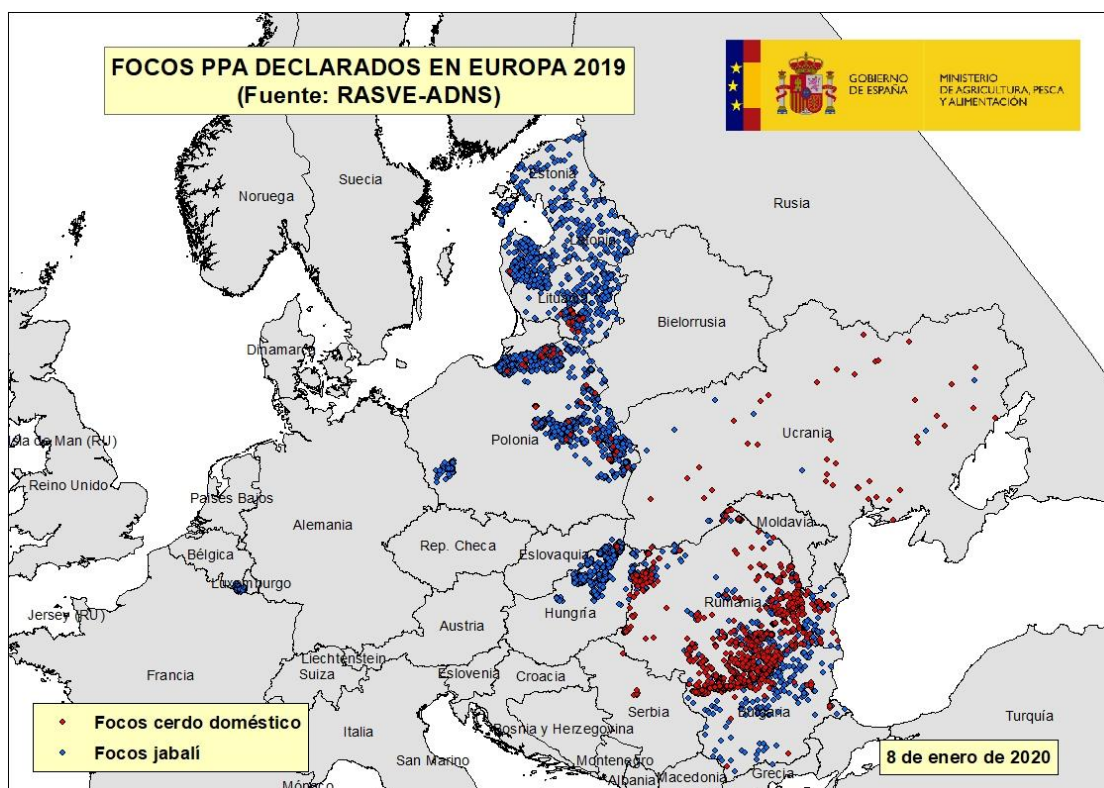 FOCOS PPA DECLARADOS EN EUROPA 2019
(Fuente: RASVE-ADNS)
GOBIERNO
DE ESPAÑA
MINISTERIO
DE AGRICULTURA, PESCA
Y ALIMENTACIÓN
Noruega
Suecia
Estonia
Rusia
Letonia
Lituania
Bielorrusia
Dinamarca
Isla de Man (RU)
Reino Unido
Polonia
Ucrania
Países Bajos
Alemania
Bélgica
Rep. Checa
Eslovaquia
Moldavia
Luxemburgo
Jersey (RU)
Hungría
Rumanía
Austria
Liechtenstein
Suiza
Francia
Eslovenia
Croacia
Serbia
Bulgaria
Bosnia y Herzegovina
Italia
Turquía
San Marino
Montenegro
Albania
Macedonia
Grecia
Mónaco
Focos cerdo doméstico
Focos jabalí
8 de enero de 2020